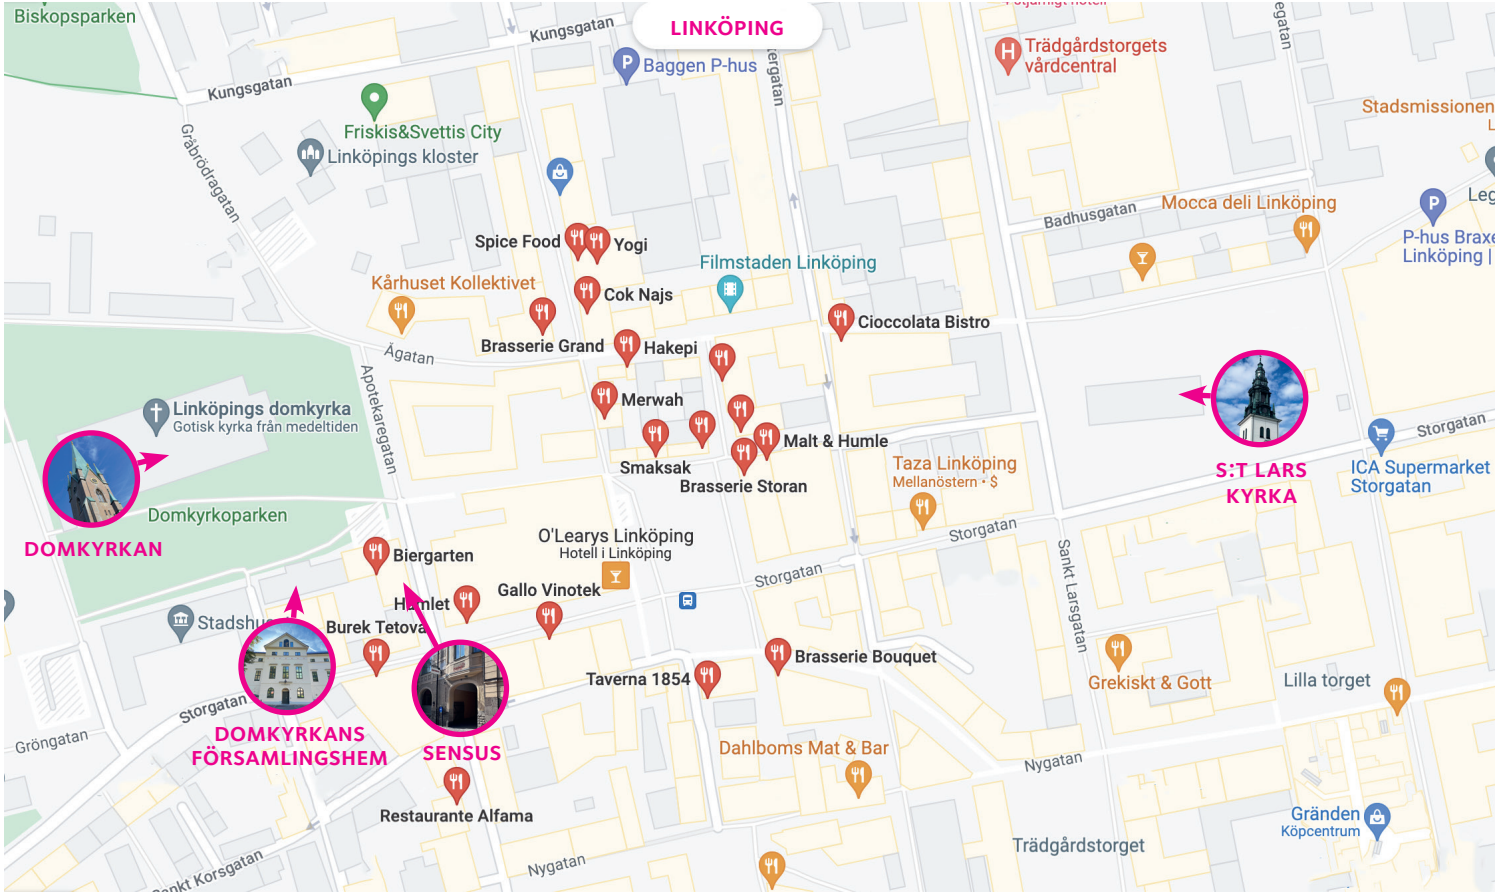 Biskopsparken
Kungsgatan
LINKÖPING
Trädgårdstorgets
vårdcentral
Baggen P-hus
Kungsgatan
Stadsmissionen
Friskis&Svettis City
Linköpings kloster
Gråbrödragatan
Badhusgatan
Mocca deli Linköping
P-hus Braxe
Linköping |
Spice Food
Yogi
Filmstaden Linköping
Kårhuset Kollektivet
Cok Najs
Cioccolata Bistro
Brasserie Grand
Hakepi
Ågatan
Apotekaregatan
Merwah
Linköpings domkyrka
Gotisk kyrka från medeltiden
Malt & Humle
Storgatan
Smaksak
Taza Linköping
Mellanöstern • $
S:T LARS
KYRKA
ICA Supermarket
Storgatan
Brasserie Storan
Domkyrkoparken
DOMKYRKAN
O'Learys Linköping
Hotell i Linköping
Storgatan
Biergarten
Sankt Larsgatan
Storgatan
Gallo Vinotek
Hamlet
Stadshu
Burek Tetova
Brasserie Bouquet
Taverna 1854
Grekiskt & Gott
Lilla torget
Storgatan
Gröngatan
DOMKYRKANS
FÖRSAMLINGSHEM
SENSUS
Dahlboms Mat & Bar
Nygatan
Restaurante Alfama
Gränden
Köpcentrum
Trädgårdstorget
Nygatan
nkt Korsgatan